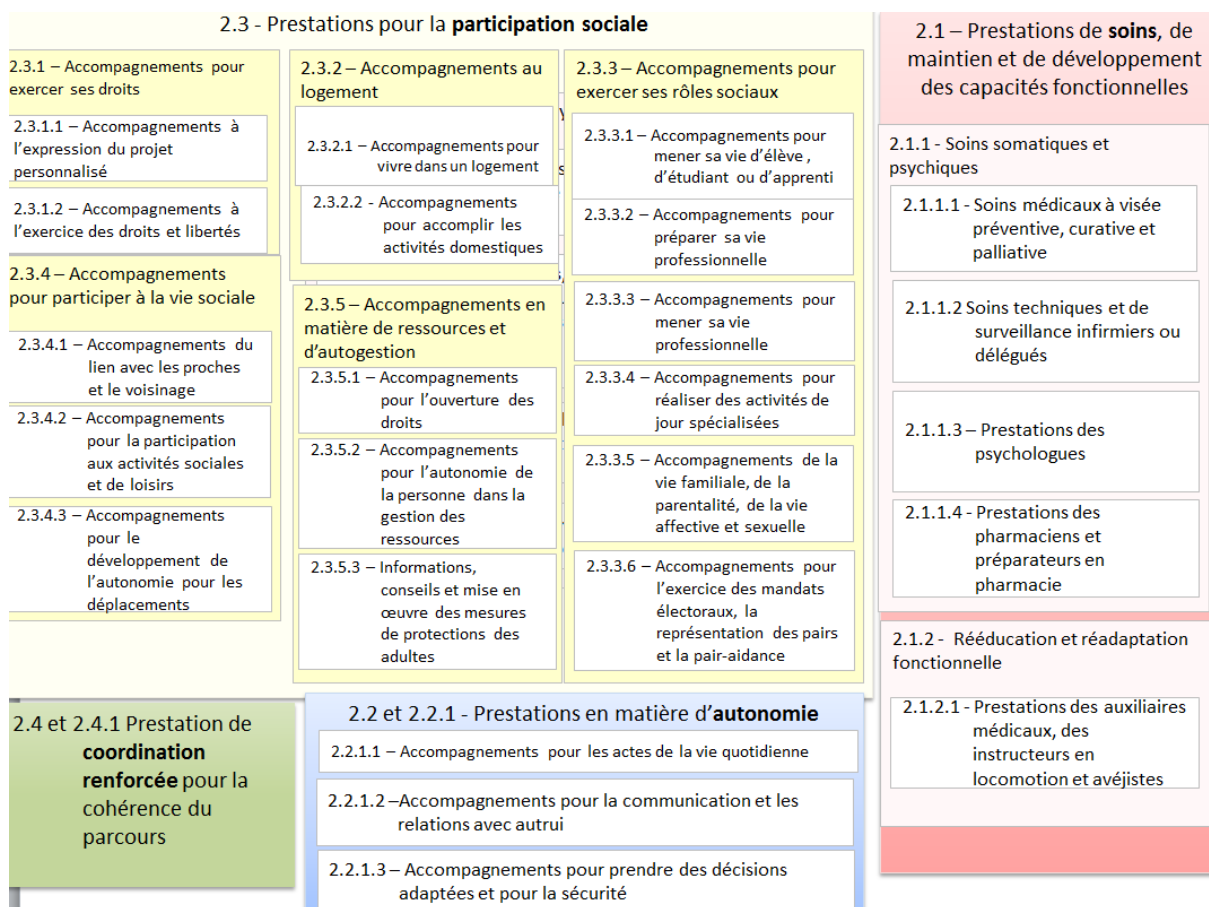 2.3 - Prestations pour la participation sociale
2.3.1 – Accompagnements pour
exercer ses droits
2.3.1.1 – Accompagnements à
l'expression du projet
personnalisé
2.3.1.2 – Accompagnements à
l'exercice des droits et libertés
2.3.4 – Accompagnements
pour participer à la vie sociale
2.3.4.1 – Accompagnements du
lien avec les proches
et le voisinage
2.3.4.2 – Accompagnements
pour la participation
aux activités sociales
et de loisirs
2.3.4.3 – Accompagnements
pour le
développement de
l'autonomie pour les
déplacements
2.3.2 – Accompagnements au
logement
2.3.2.1 – Accompagnements pour
vivre dans un logement
2.3.2.2 - Accompagnements
pour accomplir les
activités domestiques
2.3.5 – Accompagnements en
matière de ressources et
d'autogestion
2.3.5.1 – Accompagnements
pour l'ouverture des
droits
2.3.5.2 – Accompagnements
pour l'autonomie de
la personne dans la
gestion des
ressources
2.3.5.3 – Informations,
conseils et mise en
œuvre des mesures
de protections des
adultes
2.3.3 – Accompagnements pour
exercer ses rôles sociaux
2.3.3.1 – Accompagnements pour
mener sa vie d'élève ,
d'étudiant ou d'apprenti
2.3.3.2 – Accompagnements pour
préparer sa vie
professionnelle
2.3.3.3 – Accompagnements pour
mener sa vie
professionnelle
2.3.3.4 – Accompagnements pour
réaliser des activités de
jour spécialisées
2.3.3.5 – Accompagnements de la
vie familiale, de la
parentalité, de la vie
affective et sexuelle
2.3.3.6 – Accompagnements pour
l'exercice des mandats
électoraux, la
représentation des pairs
et la pair-aidance
2.1 – Prestations de soins, de
maintien et de développement
des capacités fonctionnelles
2.1.1 - Soins somatiques et
psychiques
2.1.1.1 - Soins médicaux à visée
préventive, curative et
palliative
2.1.1.2 Soins techniques et de
surveillance infirmiers ou
délégués
2.1.1.3 – Prestations des
psychologues
2.1.1.4 - Prestations des
pharmaciens et
préparateurs en
pharmacie
2.1.2 - Rééducation et réadaptation
fonctionnelle
2.1.2.1 - Prestations des auxiliaires
médicaux, des
instructeurs en
locomotion et avéjistes
2.4 et 2.4.1 Prestation de
coordination
renforcée pour la
cohérence du
parcours
2.2 et 2.2.1 - Prestations en matière d'autonomie
2.2.1.1 – Accompagnements pour les actes de la vie quotidienne
2.2.1.2 –Accompagnements pour la communication et les
relations avec autrui
2.2.1.3 – Accompagnements pour prendre des décisions
adaptées et pour la sécurité